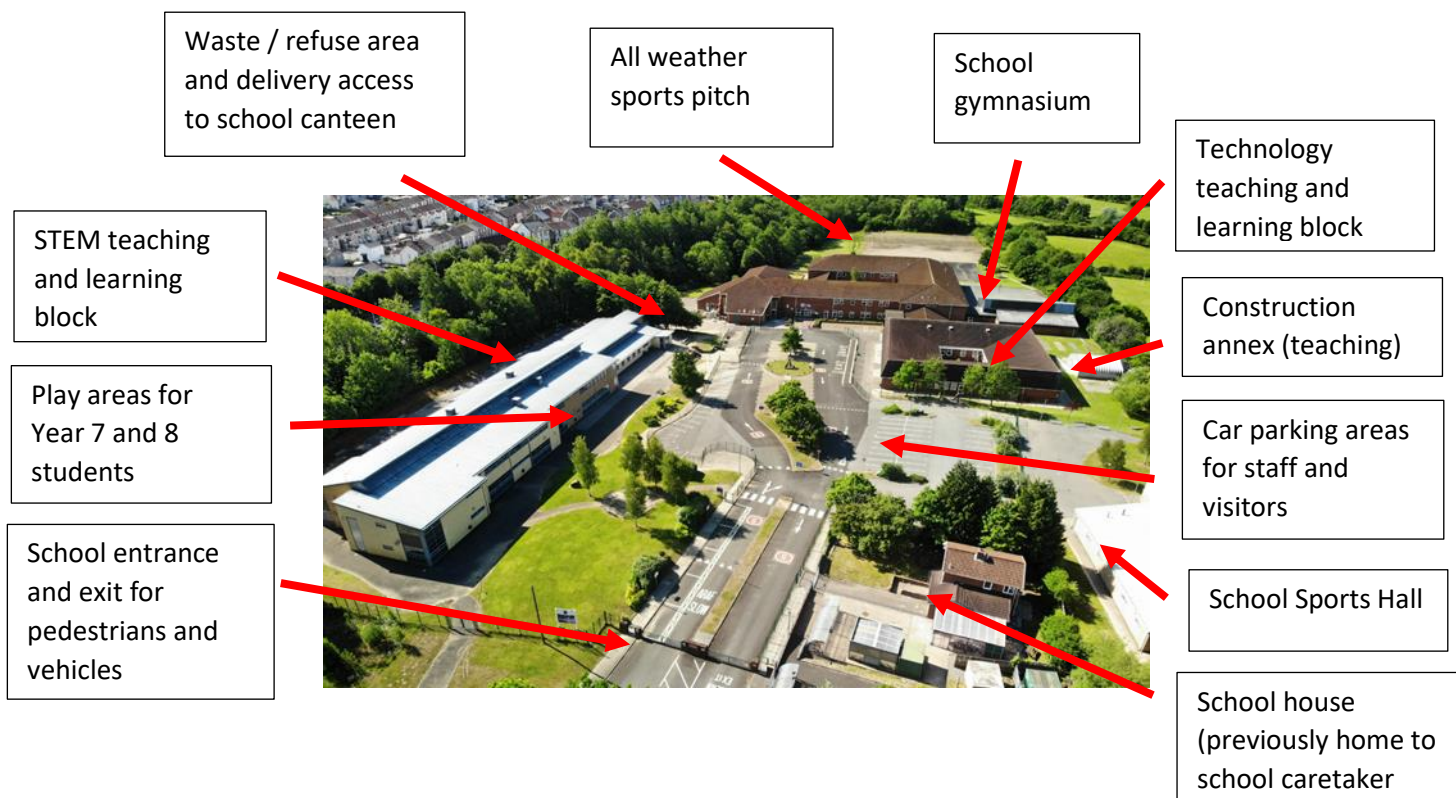 Waste / refuse area
and delivery access
to school canteen
All weather
sports pitch
School
gymnasium
Technology
teaching and
learning block
STEM teaching
and learning
block
Construction
annex (teaching)
Play areas for
Year 7 and 8
students
Car parking areas
for staff and
visitors
School entrance
and exit for
pedestrians and
vehicles
School Sports Hall
School house
(previously home to
school caretaker
ARAF
SLOW
EXIT